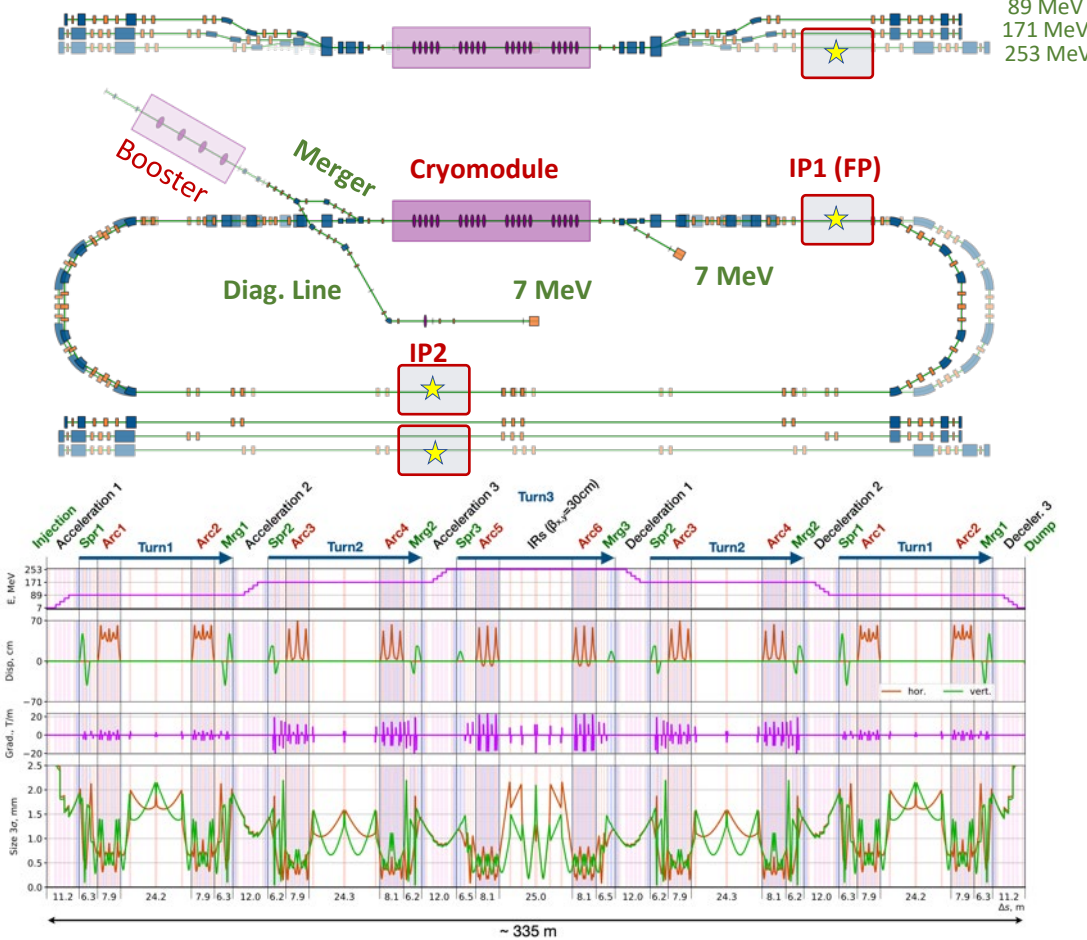 89 MeV
171 MeV
253 MeV
Booster
Merger
Cryomodule
IP1 (FP)
Diag. Line
7 MeV
7 MeV
IP2
Injection
Acceleration 1
Spr1
Arc1
Turn1
Arc2
Mrg1
Acceleration 2
Spr2
Arc3
Turn2
Arc4
Mrg2
Acceleration 3
Spr3
Arc5
Turn3
IRs (βx,y=30cm)
Arc6
Mrg3
Deceleration 1
Spr2
Arc3
Turn2
Arc4
Mrg2
Deceleration 2
Spr1
Arc1
Turn1
Arc2
Mrg1
Deceler. 3
Dump
E, MeV
253
171
89
7
Disp, cm
70
0
−70
hor.
vert.
Grad., T/m
20
0
−20
Size 3σ, mm
2.5
2.0
1.5
1.0
0.5
0.0
11.2 6.3 7.9 24.2 7.9 6.3 12.0 6.2 7.9 24.3 8.1 6.2 12.0 6.5 8.1 25.0 8.1 6.5 12.0 6.2 7.9 24.3 8.1 6.2 12.0 6.3 7.9 24.2 7.9 6.3 11.2
Δs, m
~ 335 m